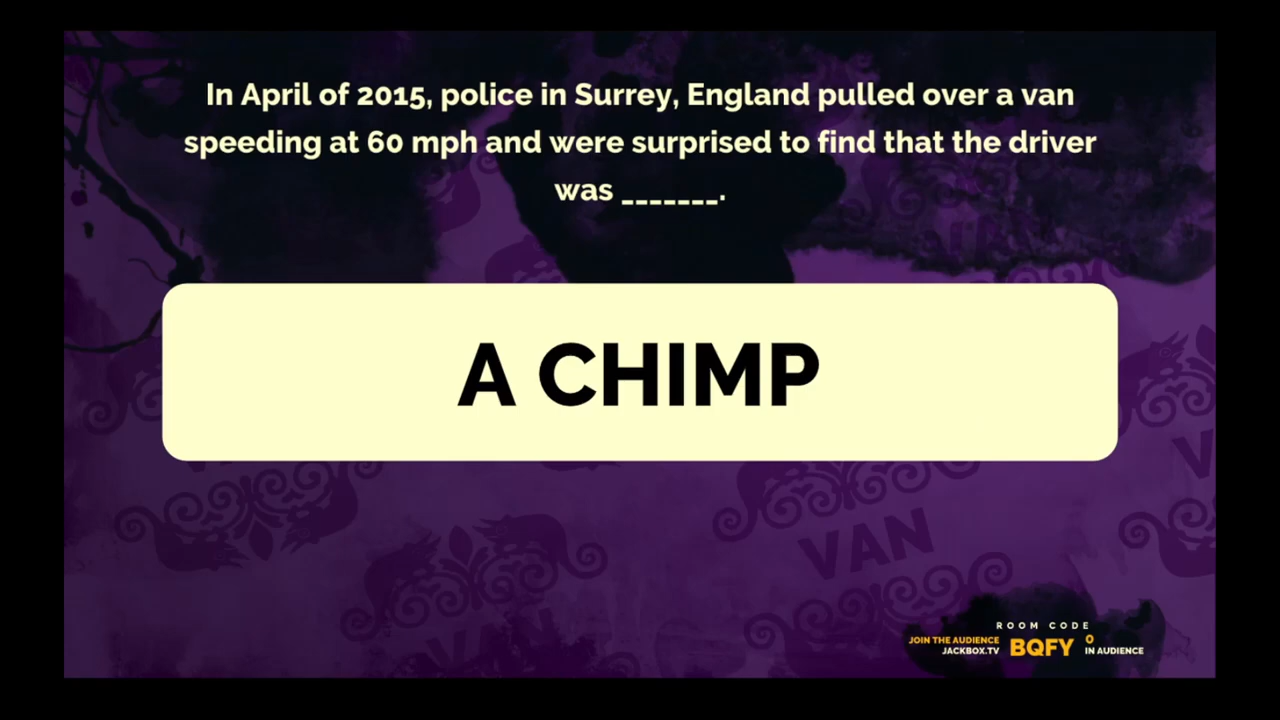 In April of 2015, police in Surrey, England pulled over a van
speeding at 60 mph and were surprised to find that the driver
was _______.
A CHIMP
VAN
ROOM CODE
JOIN THE AUDIENCE
JACKBOX.TV
BQFY
0
IN AUDIENCE